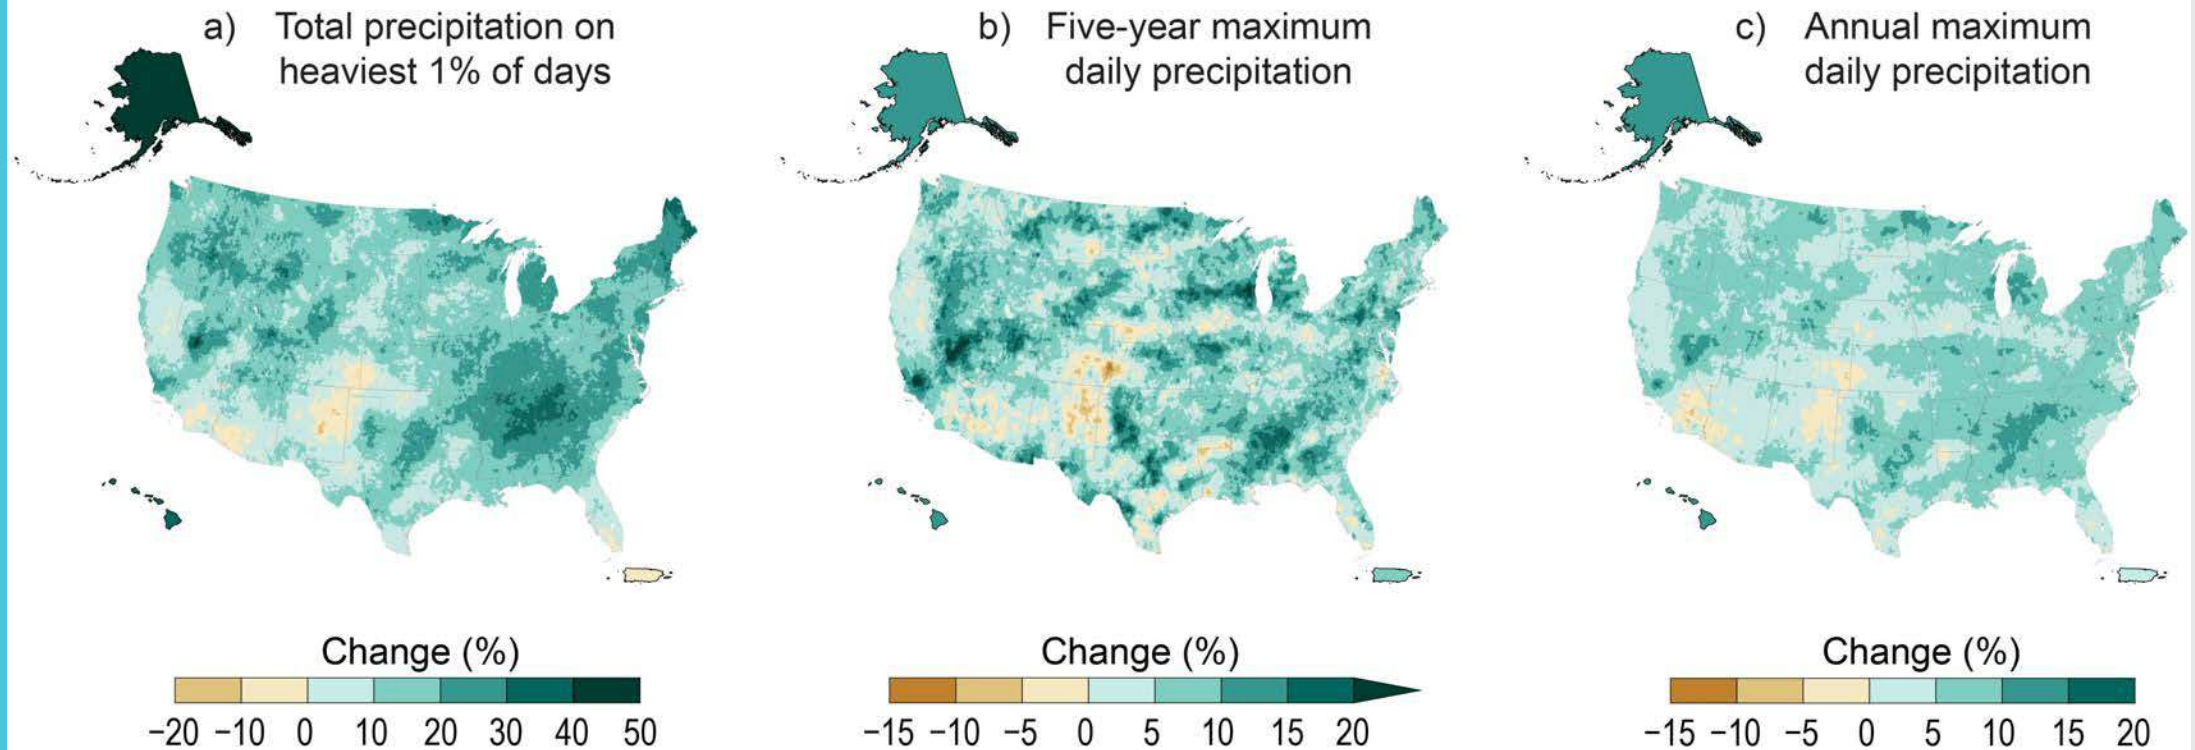 a) Total precipitation on
heaviest 1% of days
b) Five-year maximum
daily precipitation
c) Annual maximum
daily precipitation
Change (%)
−20 −10 0 10 20 30 40 50
Change (%)
−15 −10 −5 0 5 10 15 20
Change (%)
−15 −10 −5 0 5 10 15 20